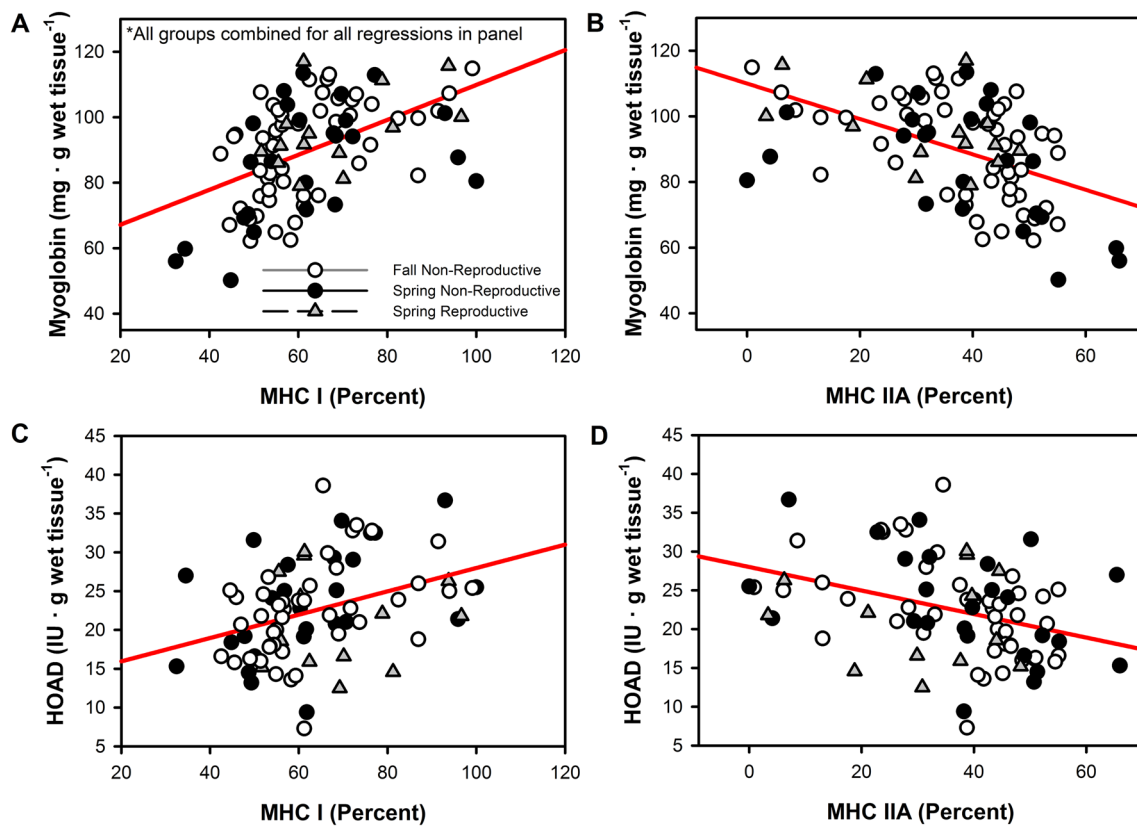 A
*All groups combined for all regressions in panel
Myoglobin (mg · g wet tissue⁻¹)
120
100
80
60
40
Fall Non-Reproductive
Spring Non-Reproductive
Spring Reproductive
20 40 60 80 100 120
MHC I (Percent)
B
Myoglobin (mg · g wet tissue⁻¹)
120
100
80
60
40
0 20 40 60
MHC IIA (Percent)
C
HOAD (IU · g wet tissue⁻¹)
45
40
35
30
25
20
15
10
5
20 40 60 80 100 120
MHC I (Percent)
D
HOAD (IU · g wet tissue⁻¹)
45
40
35
30
25
20
15
10
5
0 20 40 60
MHC IIA (Percent)